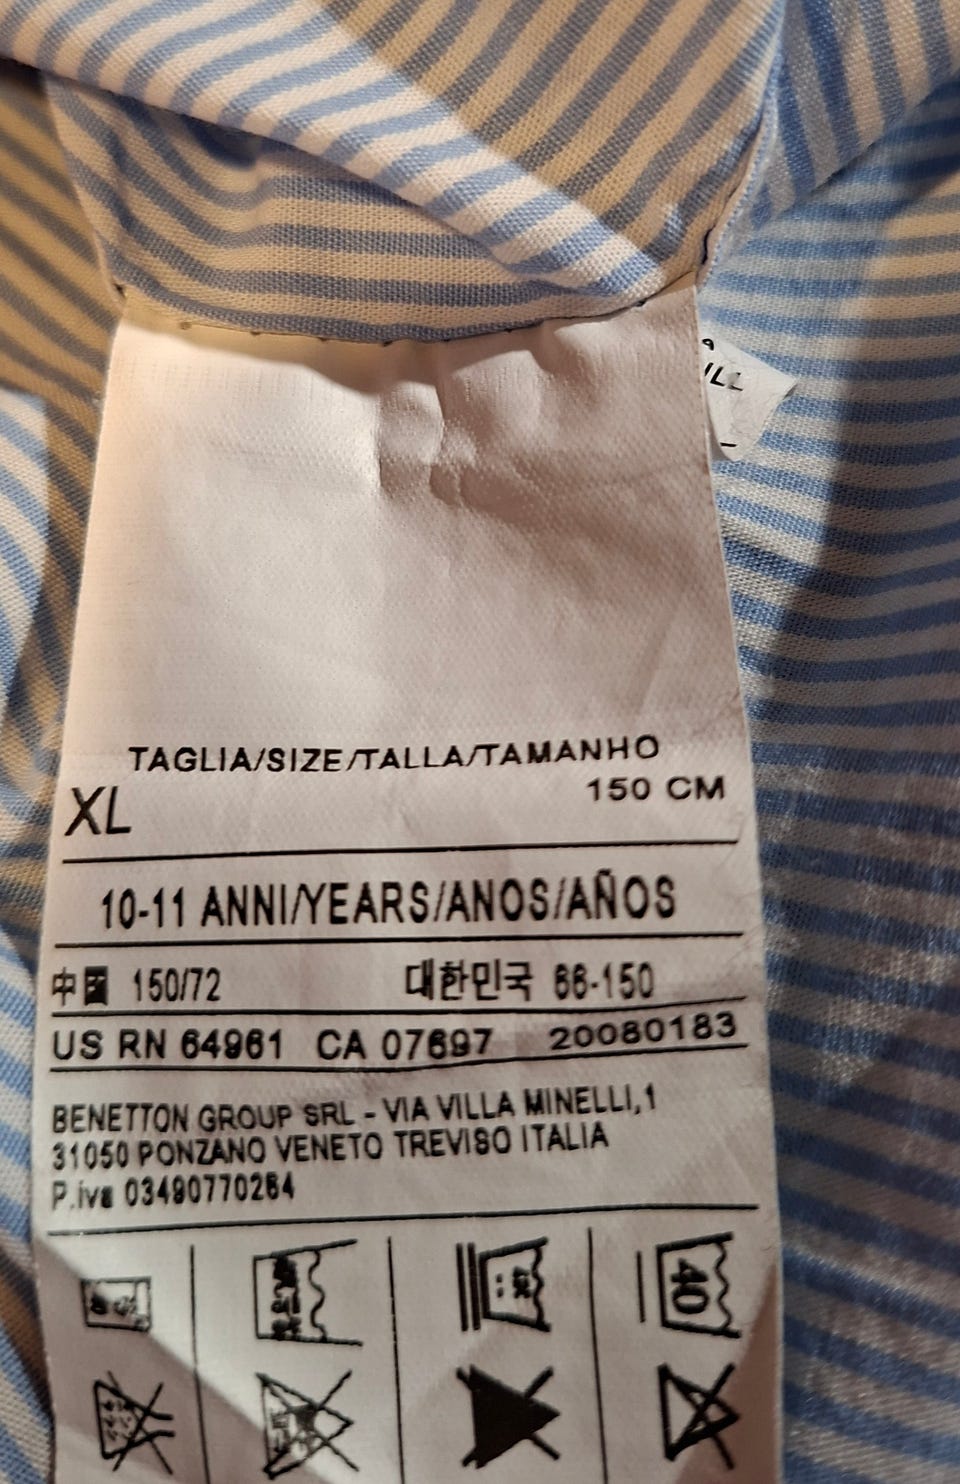 TAGLIA/SIZE/TALLA/TAMANHO
XL 150 CM
10-11 ANNI/YEARS/ANOS/AÑOS
中国 150/72 대한민국 66-150
US RN 64961 CA 07697 20080183
BENETTON GROUP SRL - VIA VILLA MINELLI,1
31050 PONZANO VENETO TREVISO ITALIA
P.iva 03490770264
40